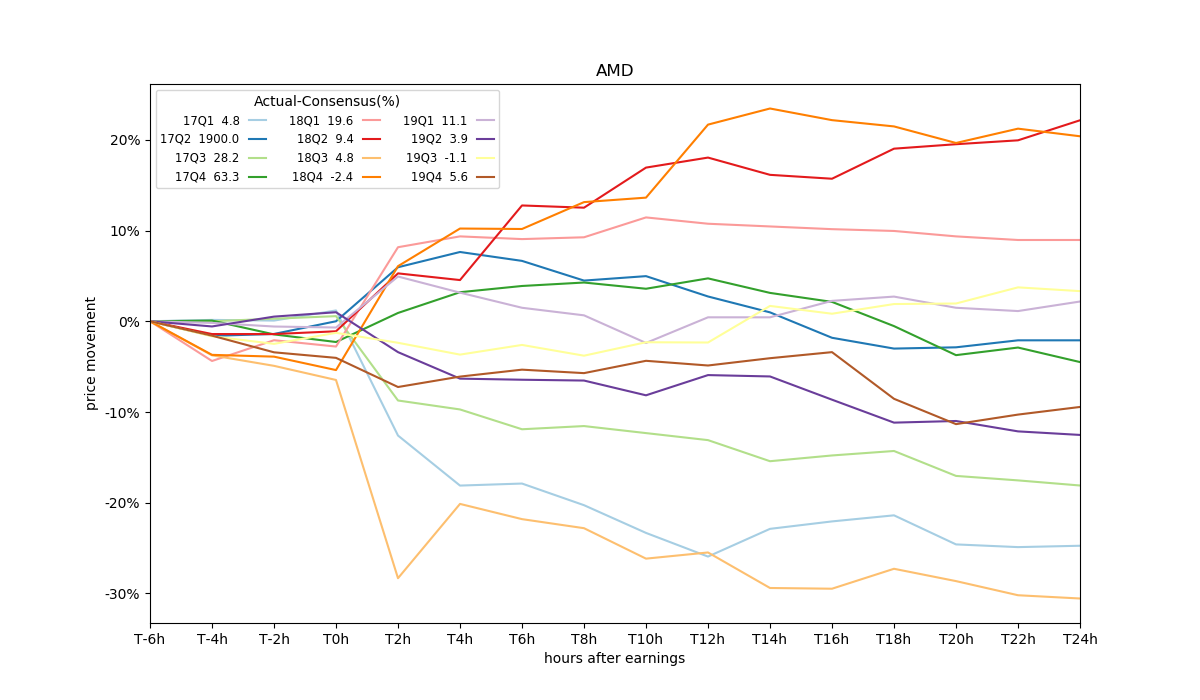 AMD
Actual-Consensus(%)
17Q1 4.8 18Q1 19.6 19Q1 11.1
17Q2 1900.0 18Q2 9.4 19Q2 3.9
17Q3 28.2 18Q3 4.8 19Q3 -1.1
17Q4 63.3 18Q4 -2.4 19Q4 5.6
20%
10%
0%
-10%
-20%
-30%
price movement
T-6h T-4h T-2h T0h T2h T4h T6h T8h T10h T12h T14h T16h T18h T20h T22h T24h
hours after earnings